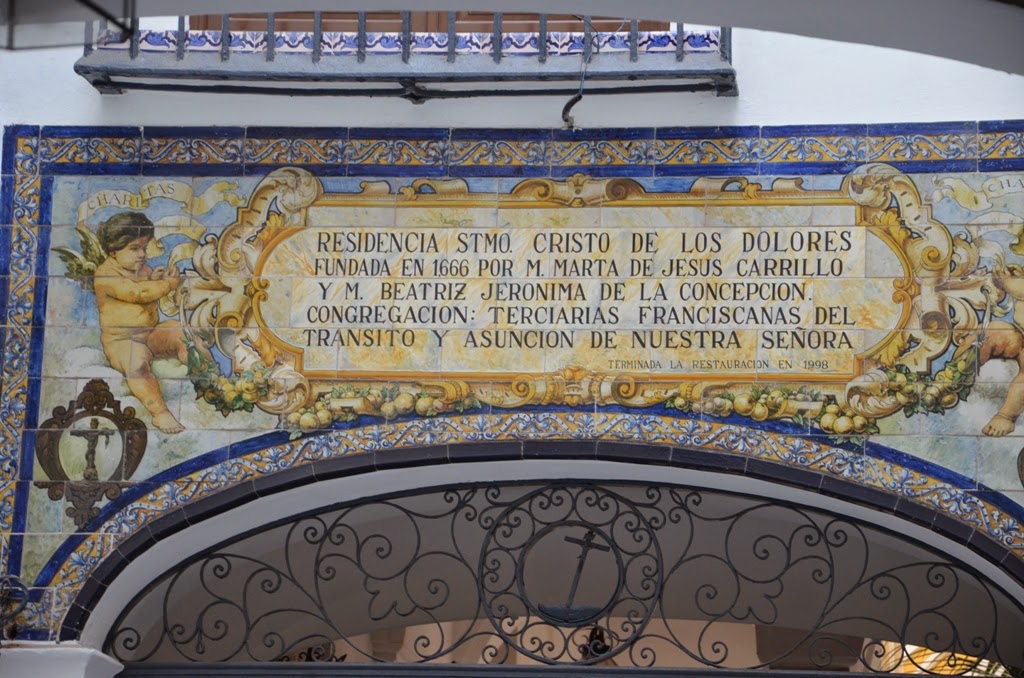 CHARITAS
RESIDENCIA STMO. CRISTO DE LOS DOLORES
FUNDADA EN 1666 POR M. MARTA DE JESUS CARRILLO
Y M. BEATRIZ JERONIMA DE LA CONCEPCION.
CONGREGACION: TERCIARIAS FRANCISCANAS DEL
TRANSITO Y ASUNCION DE NUESTRA SEÑORA
TERMINADA LA RESTAURACION EN 1998